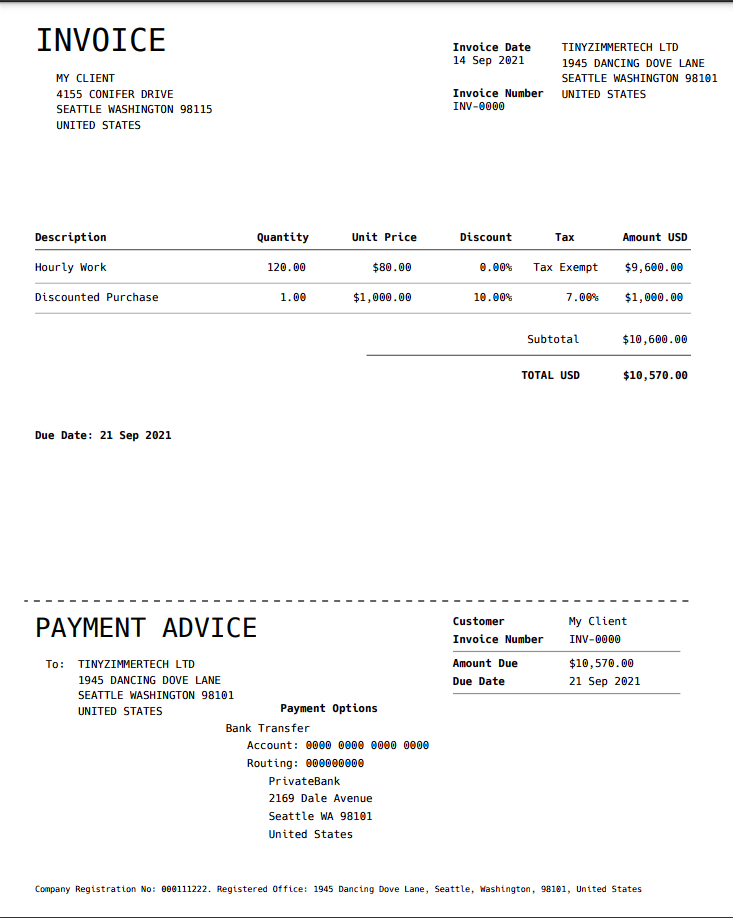 INVOICE
MY CLIENT
4155 CONIFER DRIVE
SEATTLE WASHINGTON 98115
UNITED STATES
Invoice Date
14 Sep 2021
Invoice Number
INV-0000
TINYZIMMERTECH LTD
1945 DANCING DOVE LANE
SEATTLE WASHINGTON 98101
UNITED STATES
Description Quantity Unit Price Discount Tax Amount USD
Hourly Work 120.00 $80.00 0.00% Tax Exempt $9,600.00
Discounted Purchase 1.00 $1,000.00 10.00% 7.00% $1,000.00
Subtotal $10,600.00
TOTAL USD $10,570.00
Due Date: 21 Sep 2021
PAYMENT ADVICE
To: TINYZIMMERTECH LTD
1945 DANCING DOVE LANE
SEATTLE WASHINGTON 98101
UNITED STATES
Customer My Client
Invoice Number INV-0000
Amount Due $10,570.00
Due Date 21 Sep 2021
Payment Options
Bank Transfer
Account: 0000 0000 0000 0000
Routing: 000000000
PrivateBank
2169 Dale Avenue
Seattle WA 98101
United States
Company Registration No: 000111222. Registered Office: 1945 Dancing Dove Lane, Seattle, Washington, 98101, United States